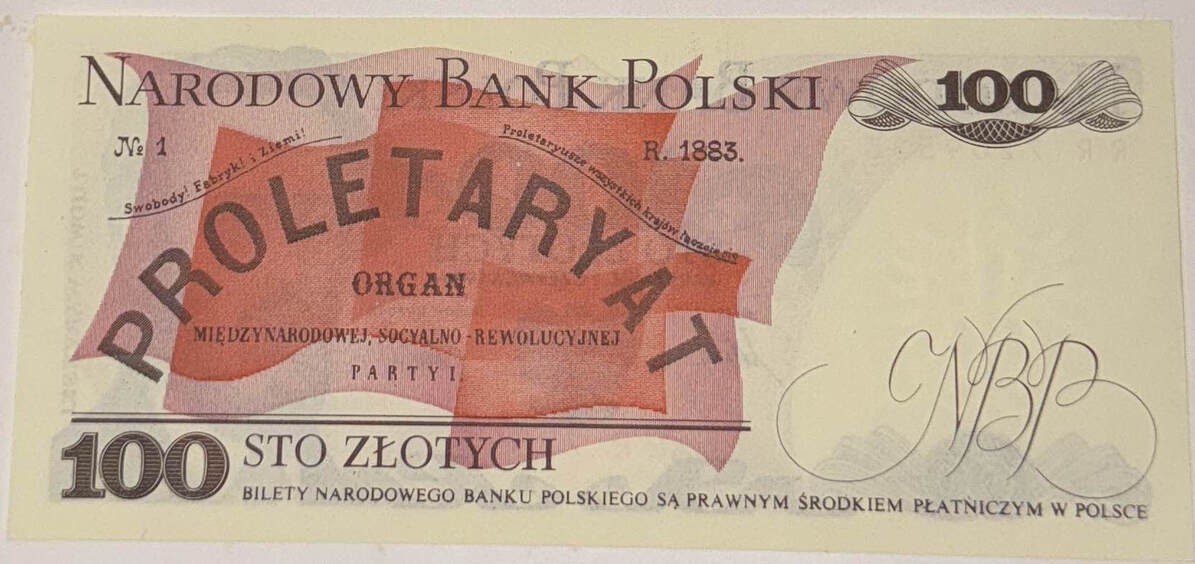 NARODOWY BANK POLSKI
100
№ 1
R. 1883.
Swobody! Fabryk! i Ziemi!
Proletaryusze wszystkich krajów łączcie się
PROLETARYAT
ORGAN
MIĘDZYNARODOWEJ, SOCYALNO-REWOLUCYJNEJ
PARTYI.
NBP
100 STO ZŁOTYCH
BILETY NARODOWEGO BANKU POLSKIEGO SĄ PRAWNYM ŚRODKIEM PŁATNICZYM W POLSCE